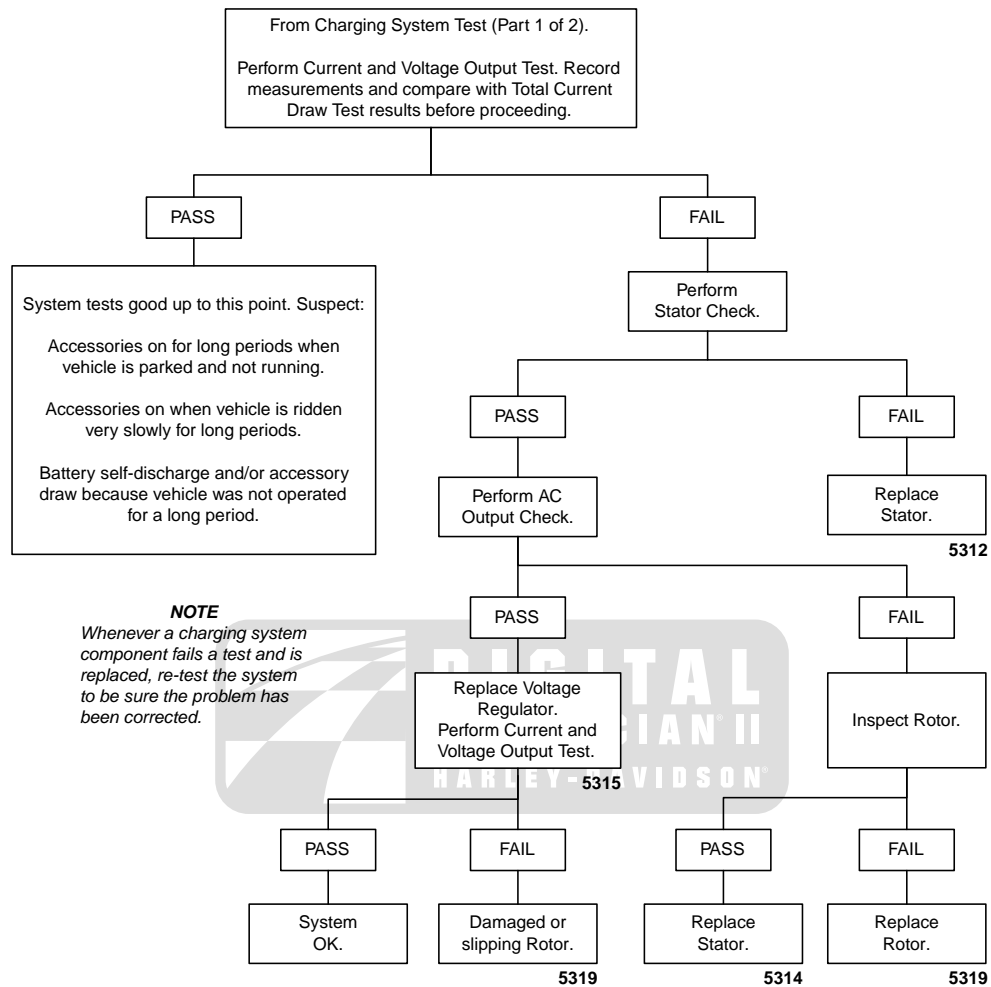 From Charging System Test (Part 1 of 2).
Perform Current and Voltage Output Test. Record
measurements and compare with Total Current
Draw Test results before proceeding.
PASS
FAIL
System tests good up to this point. Suspect:
Accessories on for long periods when
vehicle is parked and not running.
Accessories on when vehicle is ridden
very slowly for long periods.
Battery self-discharge and/or accessory
draw because vehicle was not operated
for a long period.
Perform
Stator Check.
PASS
FAIL
Perform AC
Output Check.
Replace
Stator.
5312
NOTE
Whenever a charging system
component fails a test and is
replaced, re-test the system
to be sure the problem has
been corrected.
PASS
FAIL
DIGITAL
CIAN® II
HARLEY-DAVIDSON®
Replace Voltage
Regulator.
Perform Current and
Voltage Output Test.
5315
Inspect Rotor.
PASS
FAIL
PASS
FAIL
System
OK.
Damaged or
slipping Rotor.
5319
Replace
Stator.
5314
Replace
Rotor.
5319